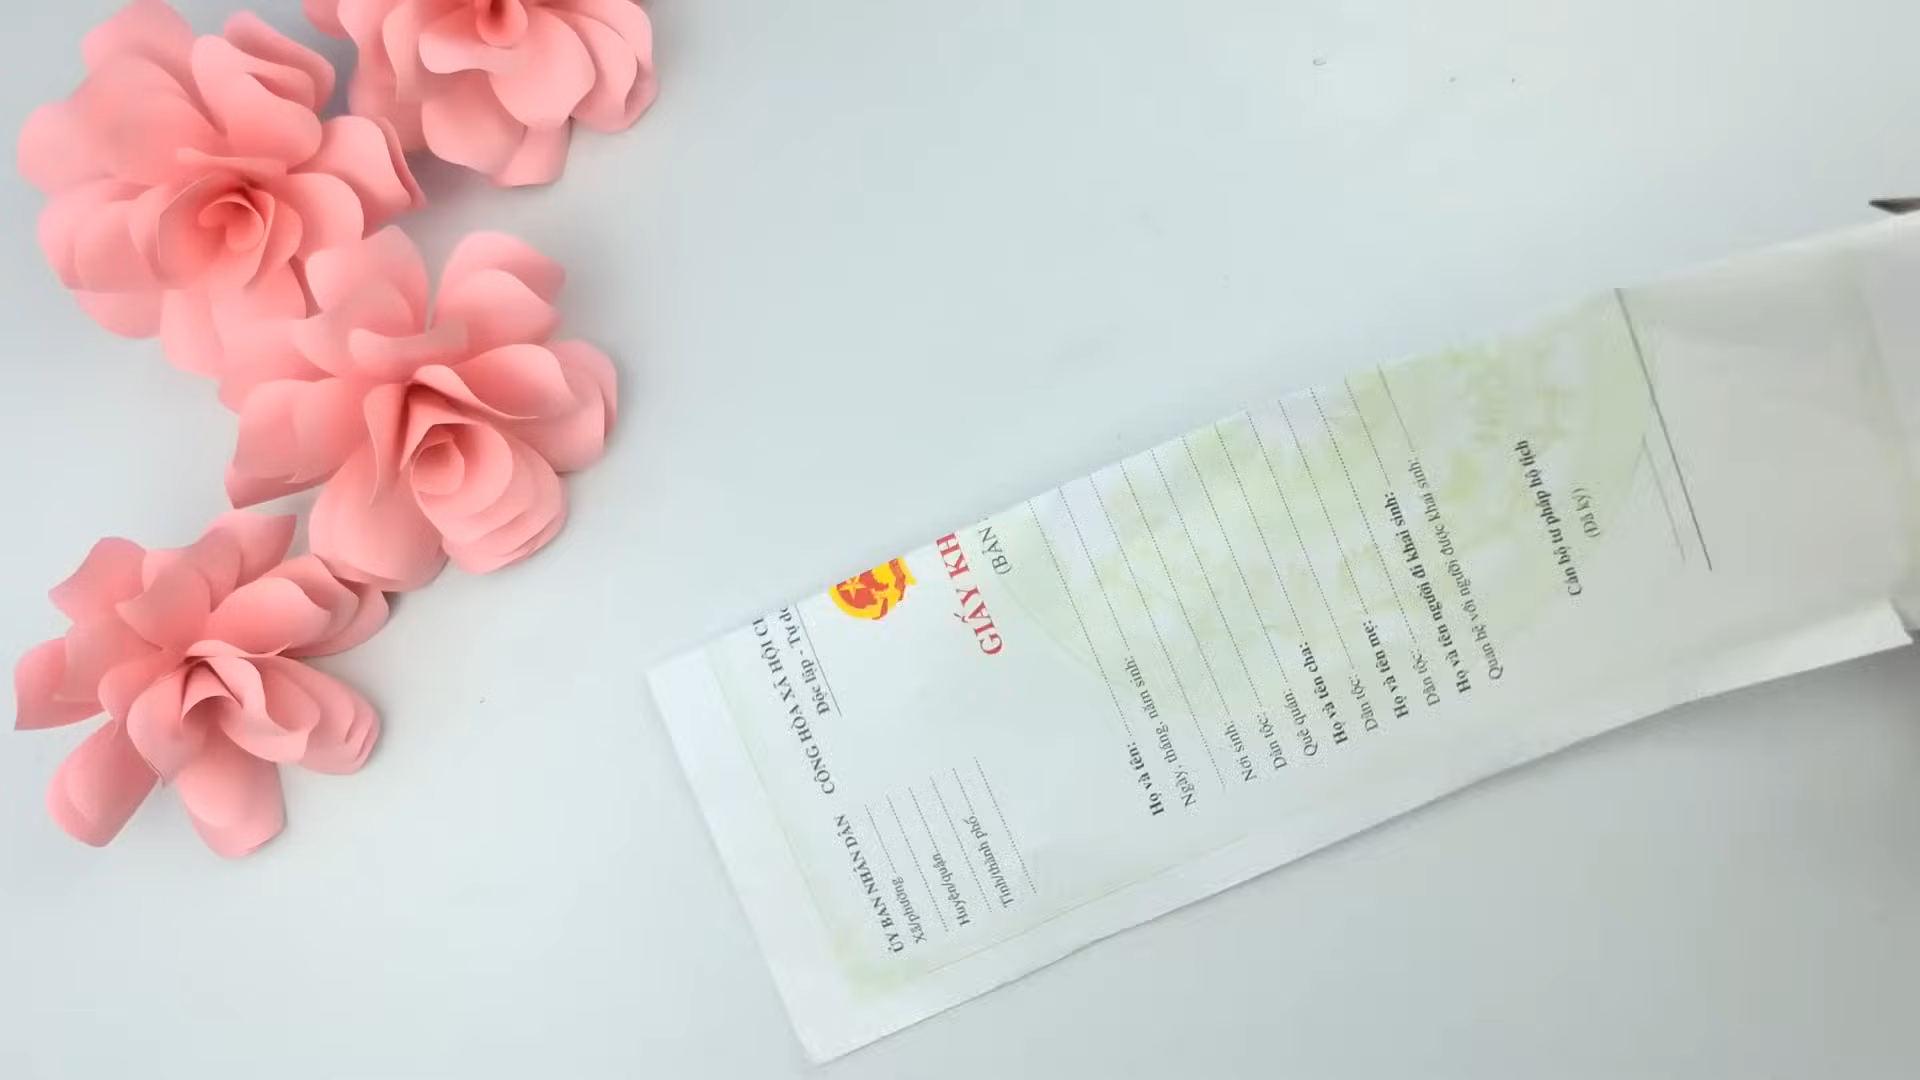 ỦY BAN NHÂN DÂN CỘNG HÒA XÃ HỘI CH
Xã/phường
Độc lập - Tự do
Huyện/quận
Tỉnh/thành phố
GIẤY KH
(BẢN
Họ và tên:
Ngày, tháng, năm sinh:
Nơi sinh:
Dân tộc:
Quê quán:
Họ và tên cha:
Dân tộc:
Họ và tên mẹ:
Dân tộc:
Họ và tên người đi khai sinh:
Quan hệ với người được khai sinh:
Cán bộ tư pháp hộ tịch
(Đã ký)